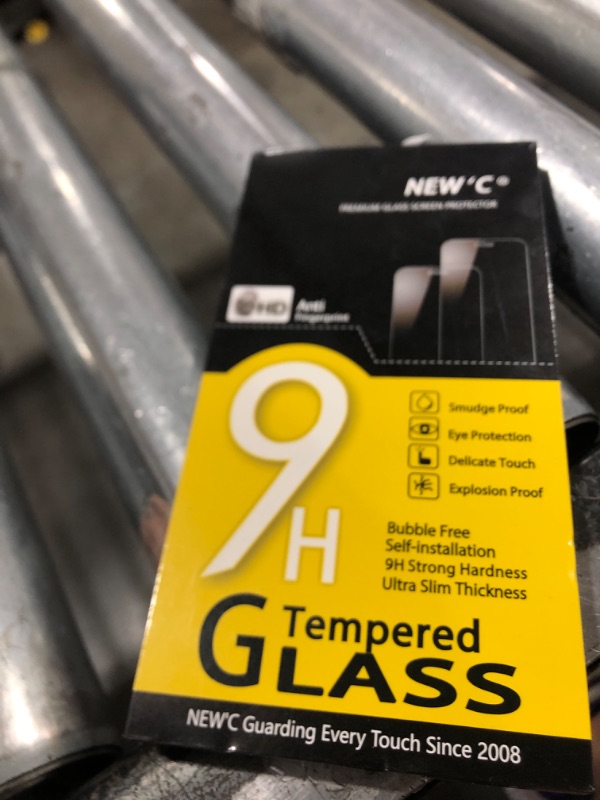 NEW'C®
PREMIUM GLASS SCREEN PROTECTOR
HD
Anti
Fingerprint
9H
Smudge Proof
Eye Protection
Delicate Touch
Explosion Proof
Bubble Free
Self-installation
9H Strong Hardness
Ultra Slim Thickness
Tempered
GLASS
NEW'C Guarding Every Touch Since 2008